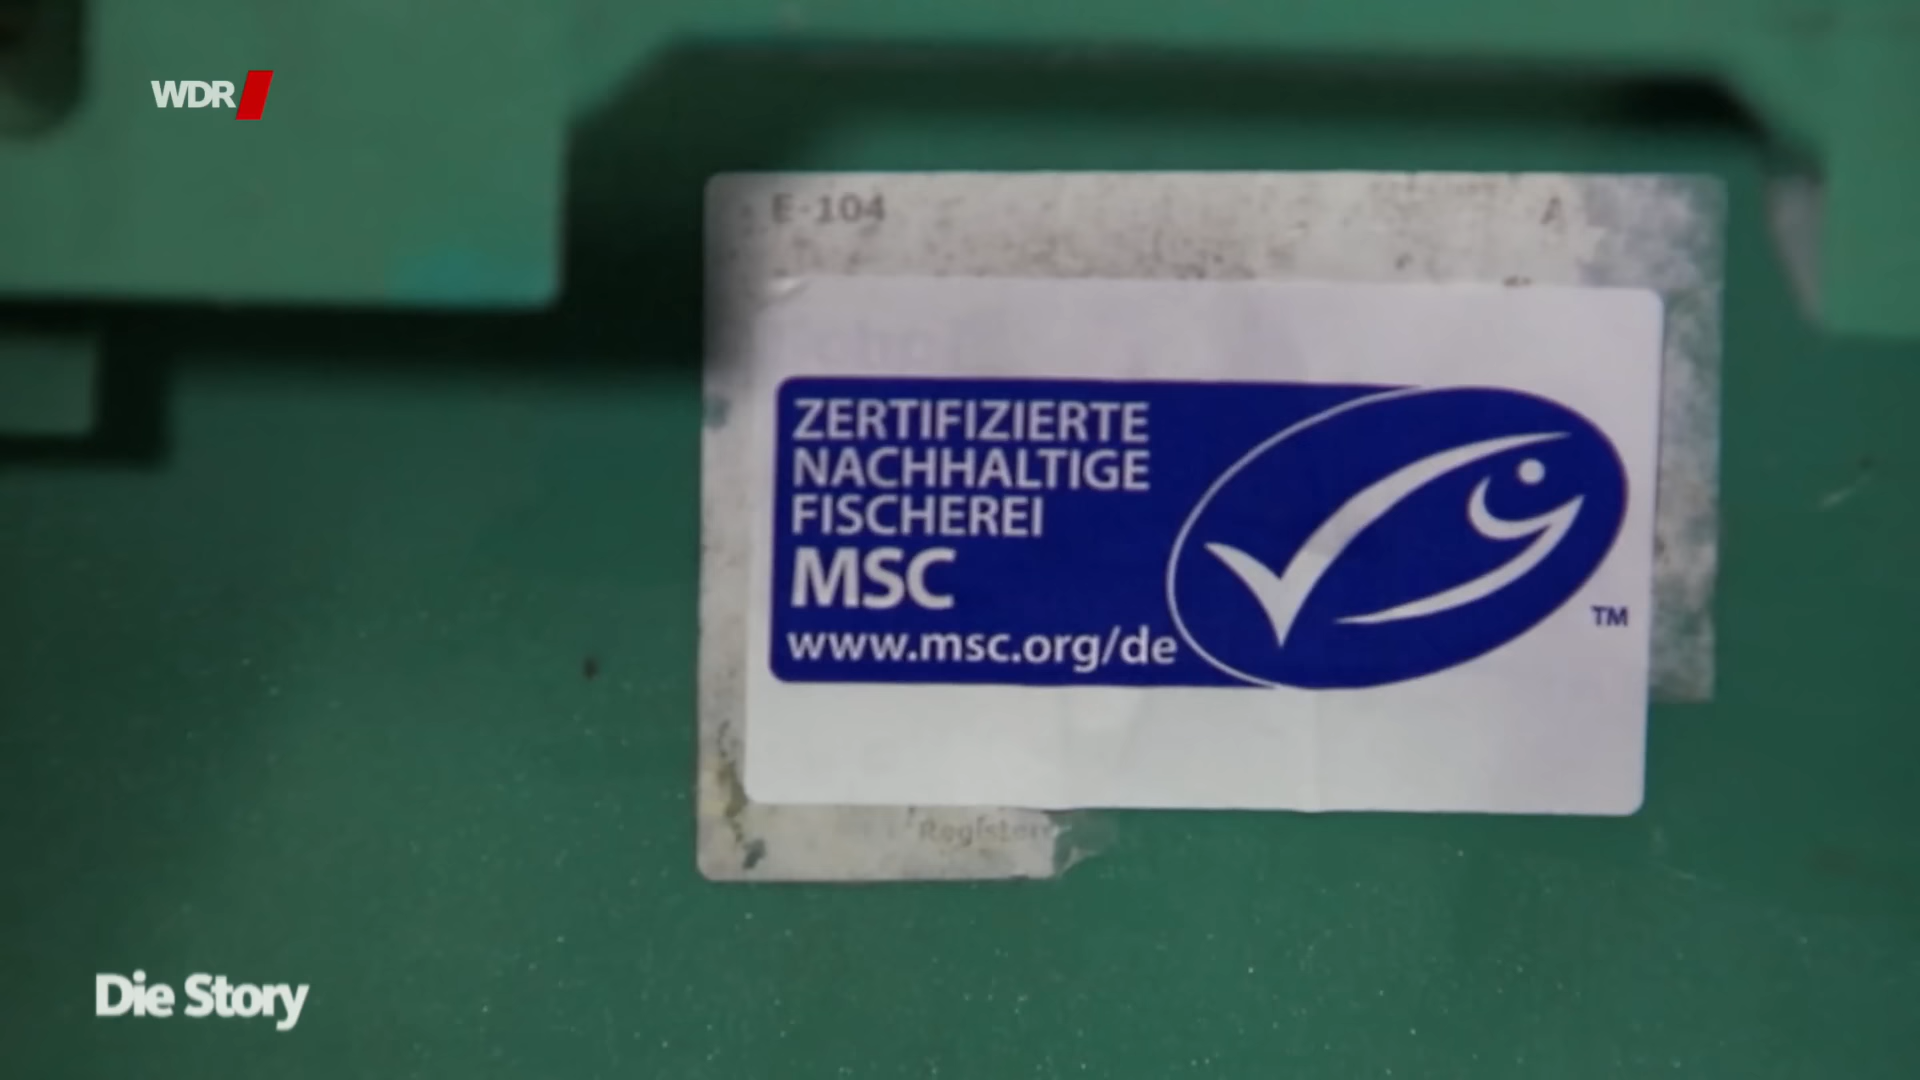 WDR
E-104
A
ZERTIFIZIERTE
NACHHALTIGE
FISCHEREI
MSC
www.msc.org/de
TM
Die Story